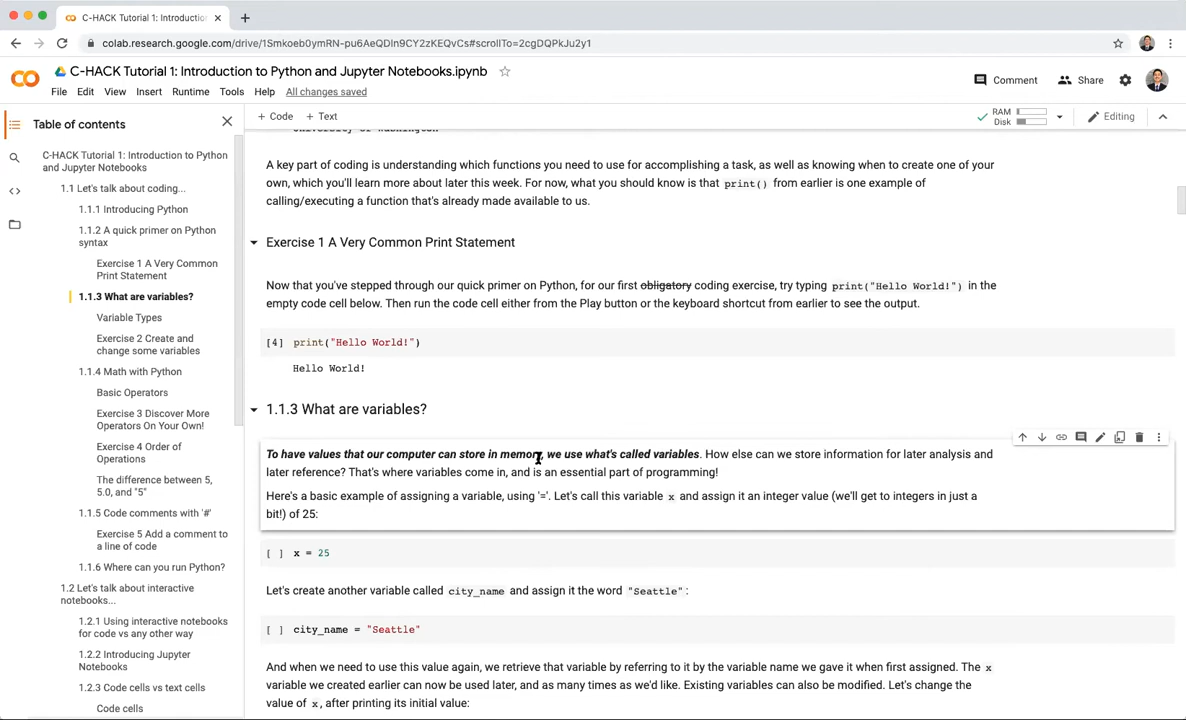 C-HACK Tutorial 1: Introductio
colab.research.google.com/drive/1Smkoeb0ymRN-pu6AeQDln9CY2zKEQvCs#scrollTo=2cgDQPkJu2y1
C-HACK Tutorial 1: Introduction to Python and Jupyter Notebooks.ipynb
Comment
Share
File Edit View Insert Runtime Tools Help All changes saved
Table of contents
C-HACK Tutorial 1: Introduction to Python
and Jupyter Notebooks
1.1 Let's talk about coding...
1.1.1 Introducing Python
1.1.2 A quick primer on Python
syntax
Exercise 1 A Very Common
Print Statement
1.1.3 What are variables?
Variable Types
Exercise 2 Create and
change some variables
1.1.4 Math with Python
Basic Operators
Exercise 3 Discover More
Operators On Your Own!
Exercise 4 Order of
Operations
The difference between 5,
5.0, and "5"
1.1.5 Code comments with '#'
Exercise 5 Add a comment to
a line of code
1.1.6 Where can you run Python?
1.2 Let's talk about interactive
notebooks...
1.2.1 Using interactive notebooks
for code vs any other way
1.2.2 Introducing Jupyter
Notebooks
1.2.3 Code cells vs text cells
Code cells
+ Code + Text
RAM
Disk
Editing
University of Washington
A key part of coding is understanding which functions you need to use for accomplishing a task, as well as knowing when to create one of your
own, which you'll learn more about later this week. For now, what you should know is that print() from earlier is one example of
calling/executing a function that's already made available to us.
Exercise 1 A Very Common Print Statement
Now that you've stepped through our quick primer on Python, for our first obligatory coding exercise, try typing print("Hello World!") in the
empty code cell below. Then run the code cell either from the Play button or the keyboard shortcut from earlier to see the output.
[4] print("Hello World!")
Hello World!
1.1.3 What are variables?
To have values that our computer can store in memory, we use what's called variables. How else can we store information for later analysis and
later reference? That's where variables come in, and is an essential part of programming!
Here's a basic example of assigning a variable, using '='. Let's call this variable x and assign it an integer value (we'll get to integers in just a
bit!) of 25:
[ ] x = 25
Let's create another variable called city_name and assign it the word "Seattle":
[ ] city_name = "Seattle"
And when we need to use this value again, we retrieve that variable by referring to it by the variable name we gave it when first assigned. The x
variable we created earlier can now be used later, and as many times as we'd like. Existing variables can also be modified. Let's change the
value of x, after printing its initial value: